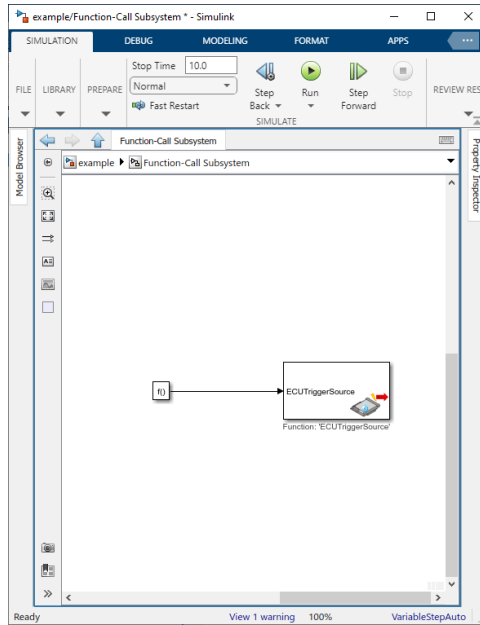 example/Function-Call Subsystem * - Simulink
SIMULATION DEBUG MODELING FORMAT APPS
Stop Time 10.0
Normal
Fast Restart
FILE LIBRARY PREPARE
Step Back
Run
Step Forward
Stop
REVIEW RES
SIMULATE
Model Browser
Property Inspector
Function-Call Subsystem
example Function-Call Subsystem
f()
ECUTriggerSource
Function: 'ECUTriggerSource'
Ready View 1 warning 100% VariableStepAuto